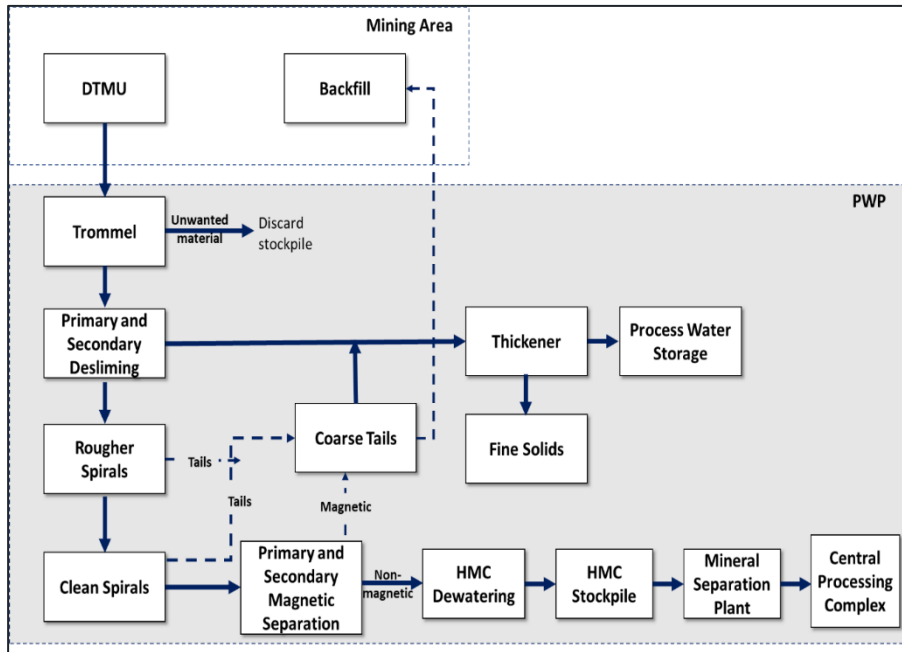 Mining Area
DTMU
Backfill
PWP
Trommel
Unwanted
material
Discard
stockpile
Primary and
Secondary
Desliming
Thickener
Process Water
Storage
Rougher
Spirals
Tails
Coarse Tails
Fine Solids
Tails
Magnetic
Clean Spirals
Primary and
Secondary
Magnetic
Separation
Non-
magnetic
HMC
Dewatering
HMC
Stockpile
Mineral
Separation
Plant
Central
Processing
Complex